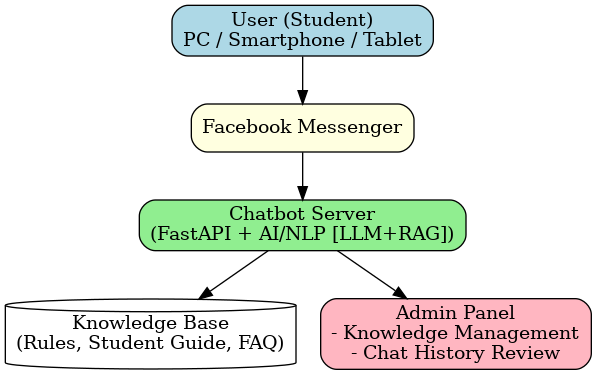 User (Student)
PC / Smartphone / Tablet
Facebook Messenger
Chatbot Server
(FastAPI + AI/NLP [LLM+RAG])
Knowledge Base
(Rules, Student Guide, FAQ)
Admin Panel
- Knowledge Management
- Chat History Review